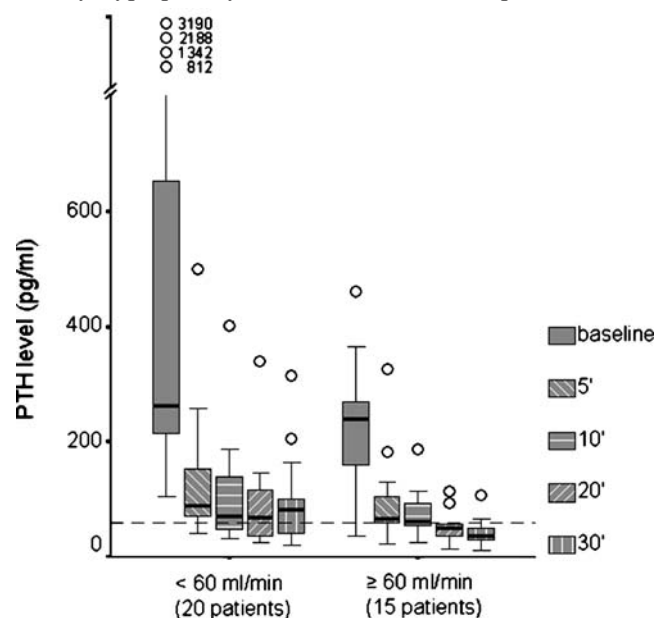 3190
2188
1342
812
600
400
200
0
PTH level (pg/ml)
baseline
5'
10'
20'
30'
< 60 ml/min
(20 patients)
≥ 60 ml/min
(15 patients)